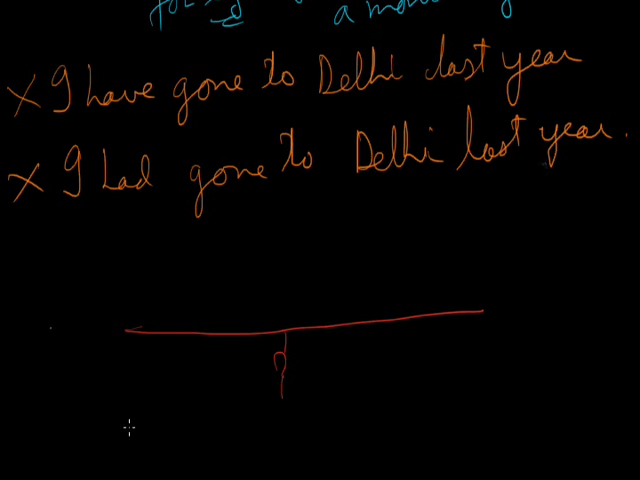 a
× I have gone to Delhi last year
× I had gone to Delhi last year.
P